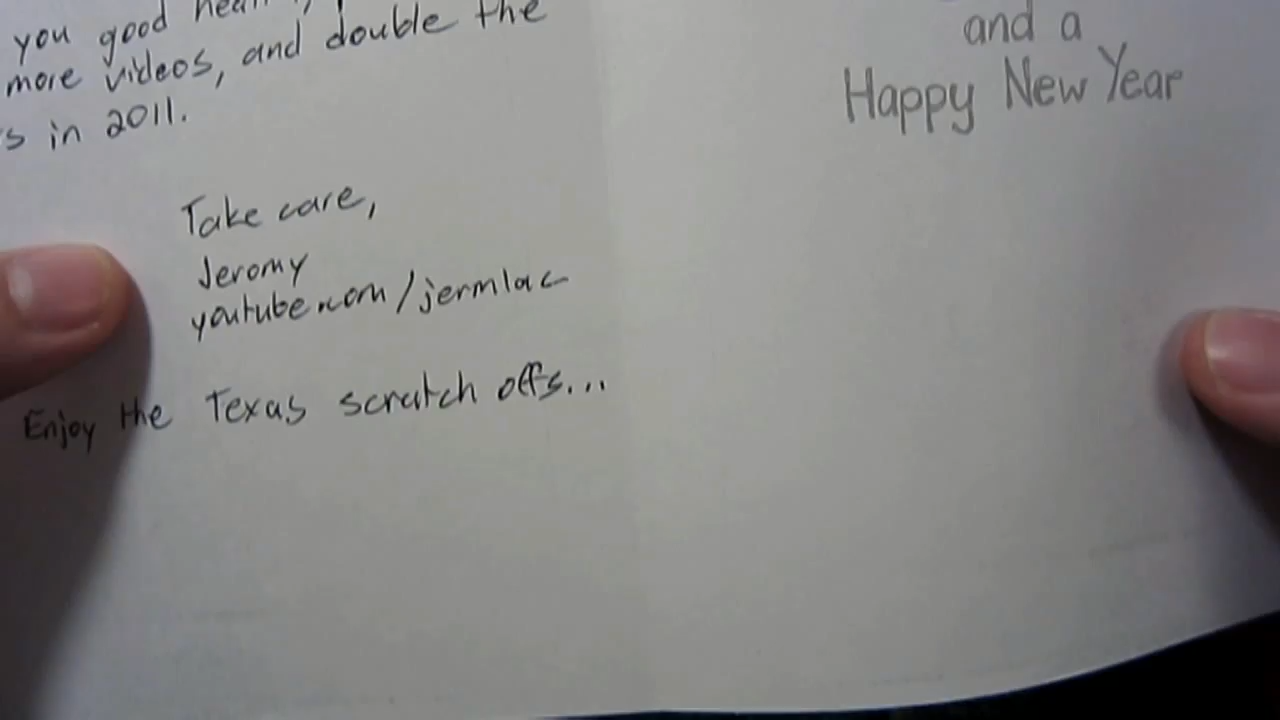 you good
more videos, and double the
s in 2011.
Take care,
Jeromy
youtube.com/jermlac
Enjoy the Texas scratch offs...
and a
Happy New Year